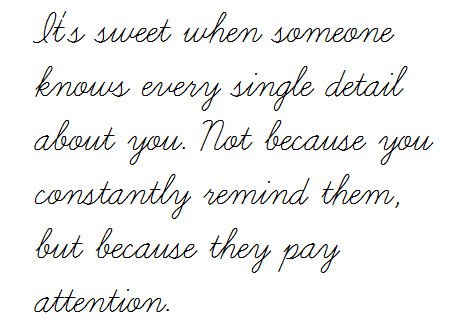 It's sweet when someone
knows every single detail
about you. Not because you
constantly remind them,
but because they pay
attention.